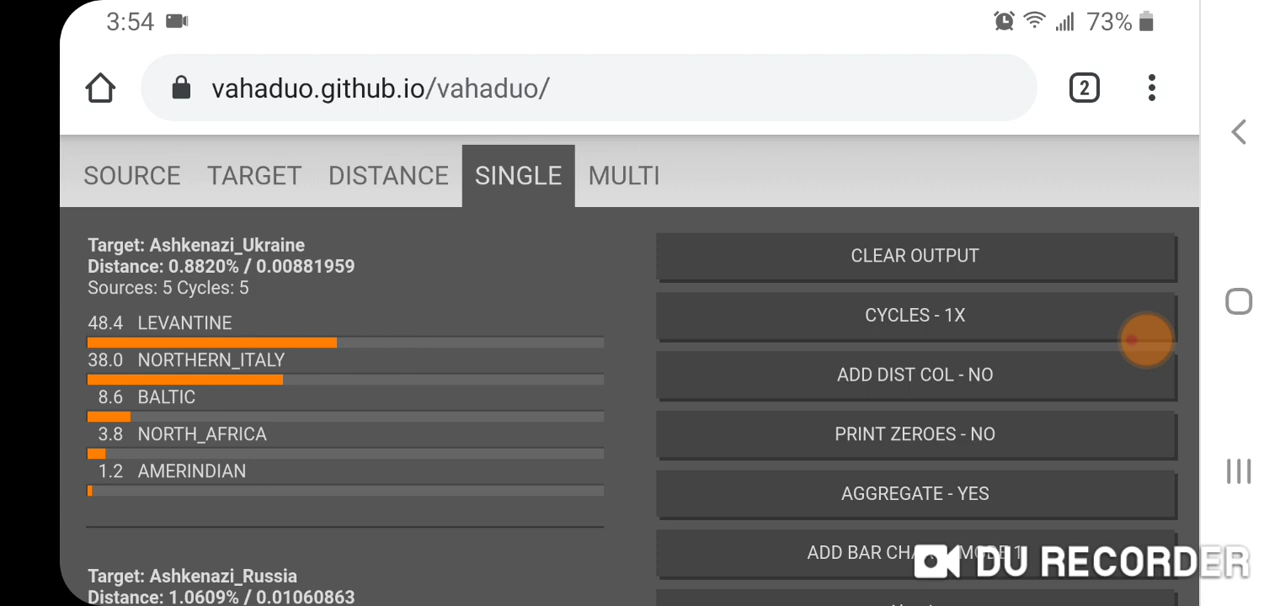 3:54
73%
vahaduo.github.io/vahaduo/
2
SOURCE TARGET DISTANCE SINGLE MULTI
Target: Ashkenazi_Ukraine
Distance: 0.8820% / 0.00881959
Sources: 5 Cycles: 5
48.4 LEVANTINE
38.0 NORTHERN_ITALY
8.6 BALTIC
3.8 NORTH_AFRICA
1.2 AMERINDIAN
Target: Ashkenazi_Russia
Distance: 1.0609% / 0.01060863
CLEAR OUTPUT
CYCLES - 1X
ADD DIST COL - NO
PRINT ZEROES - NO
AGGREGATE - YES
ADD BAR
DU RECORDER